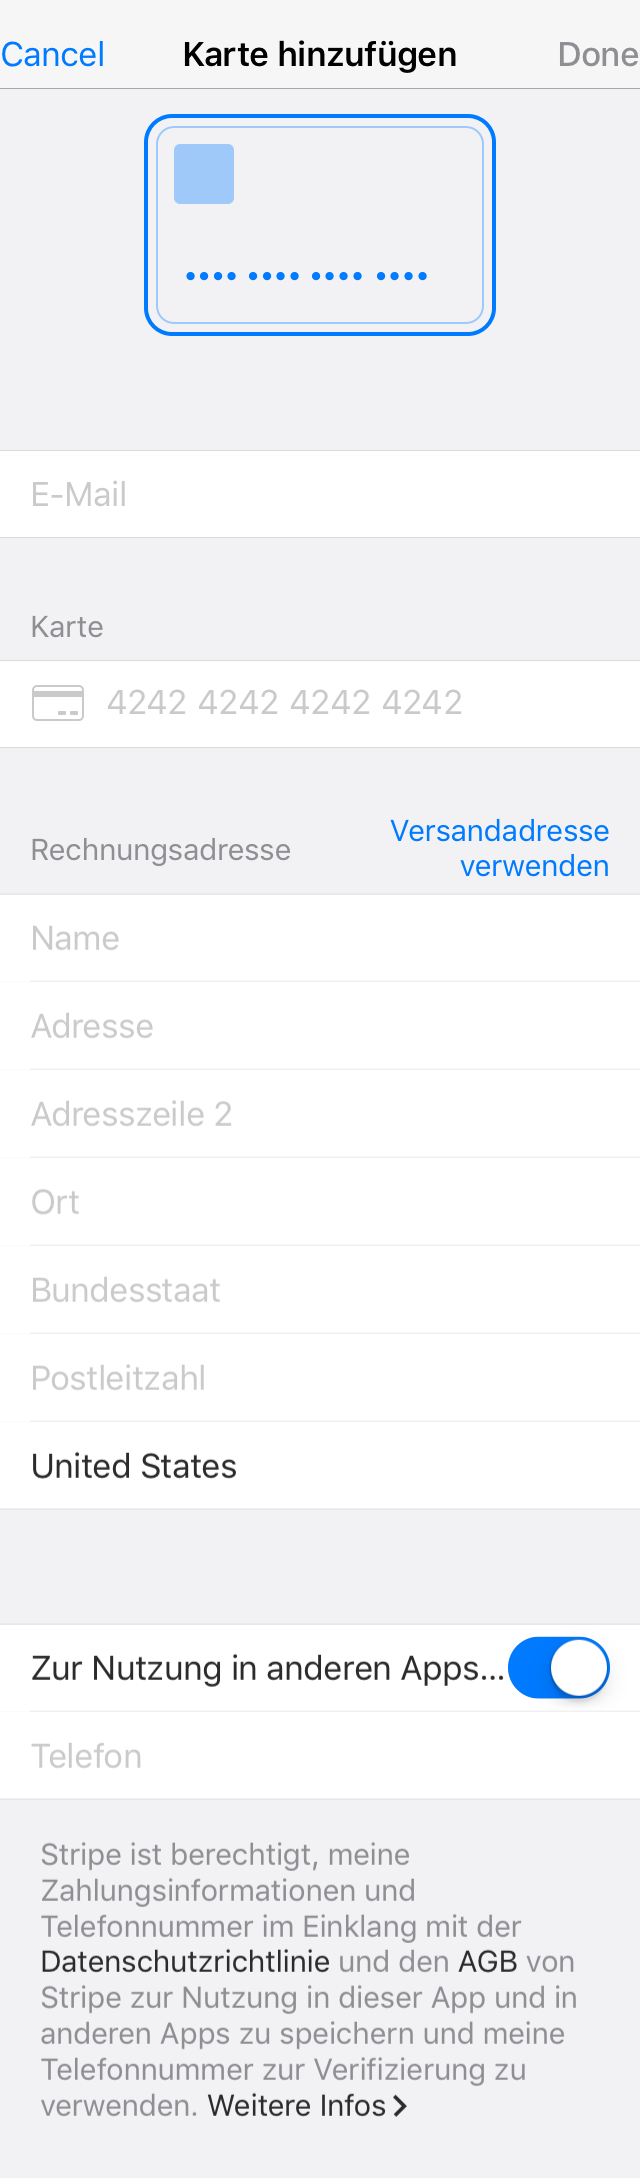 Cancel Karte hinzufügen Done
•••• •••• •••• ••••
E-Mail
Karte
4242 4242 4242 4242
Rechnungsadresse
Versandadresse
verwenden
Name
Adresse
Adresszeile 2
Ort
Bundesstaat
Postleitzahl
United States
Zur Nutzung in anderen Apps...
Telefon
Stripe ist berechtigt, meine
Zahlungsinformationen und
Telefonnummer im Einklang mit der
Datenschutzrichtlinie und den AGB von
Stripe zur Nutzung in dieser App und in
anderen Apps zu speichern und meine
Telefonnummer zur Verifizierung zu
verwenden. Weitere Infos >